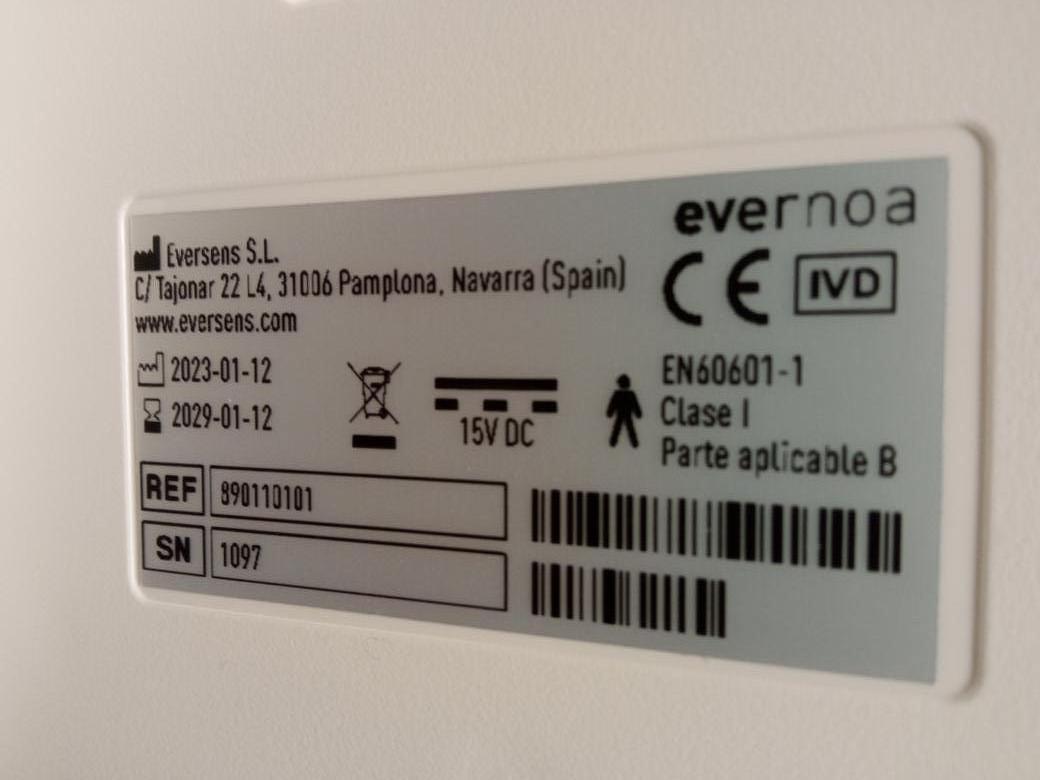 evernoa
Eversens S.L.
C/ Tajonar 22 L4, 31006 Pamplona, Navarra (Spain)
www.eversens.com
CE IVD
2023-01-12
2029-01-12
15V DC
EN60601-1
Clase I
Parte aplicable B
REF 890110101
SN 1097